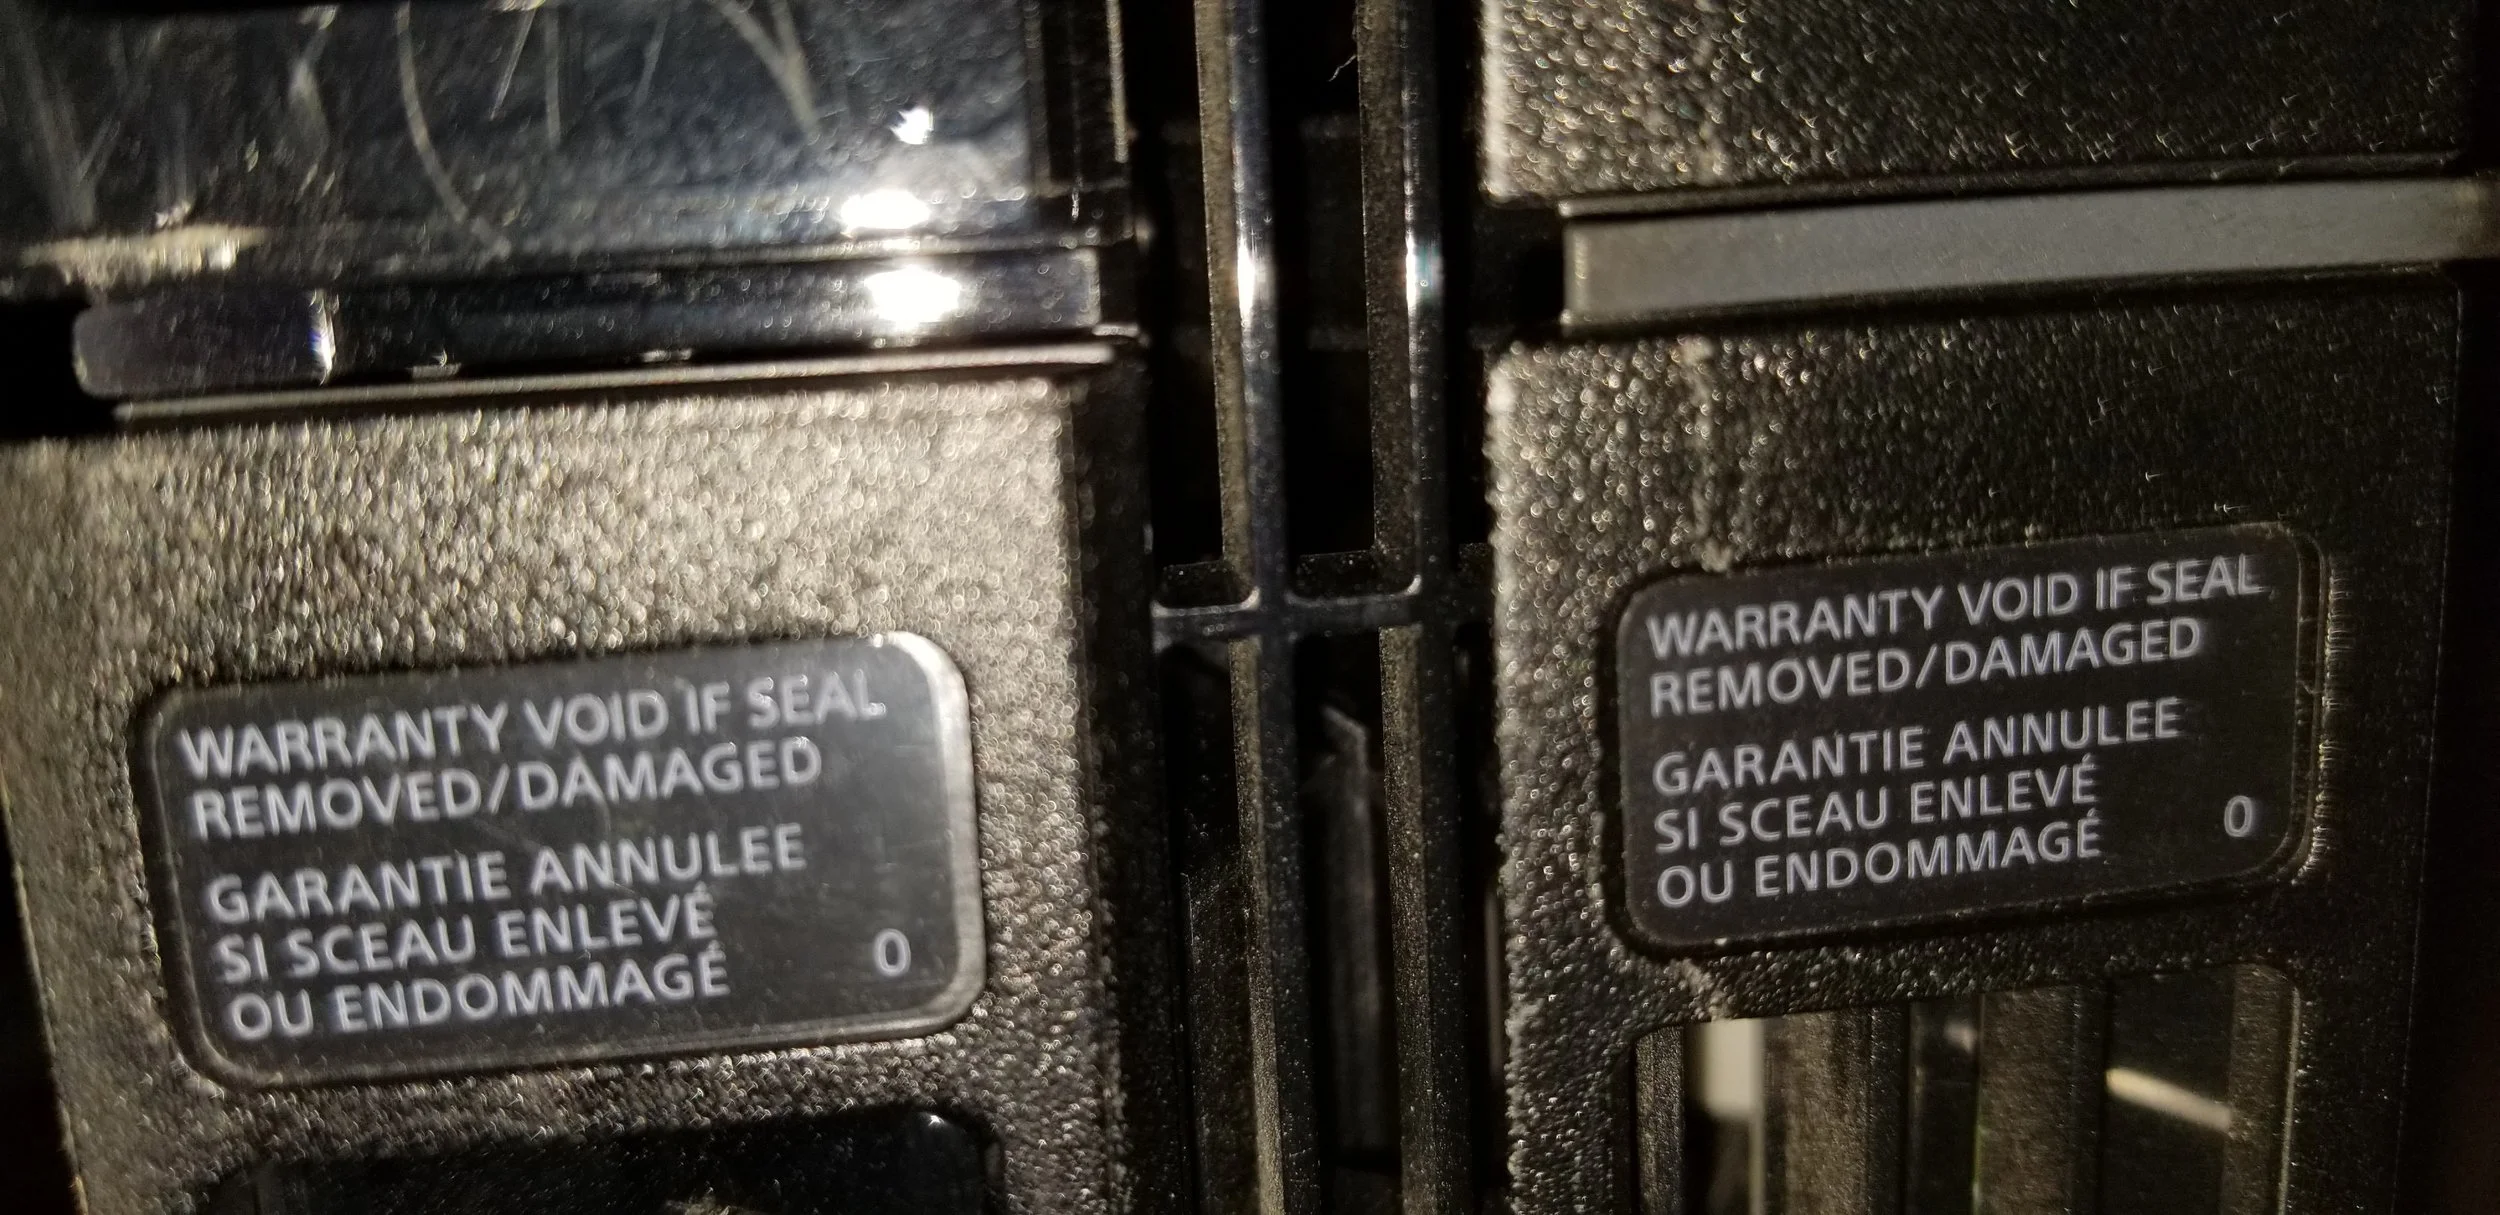 WARRANTY VOID IF SEAL
REMOVED/DAMAGED
GARANTIE ANNULEE
SI SCEAU ENLEVÉ
OU ENDOMMAGÉ
0
WARRANTY VOID IF SEAL
REMOVED/DAMAGED
GARANTIE ANNULEE
SI SCEAU ENLEVÉ
OU ENDOMMAGÉ
0